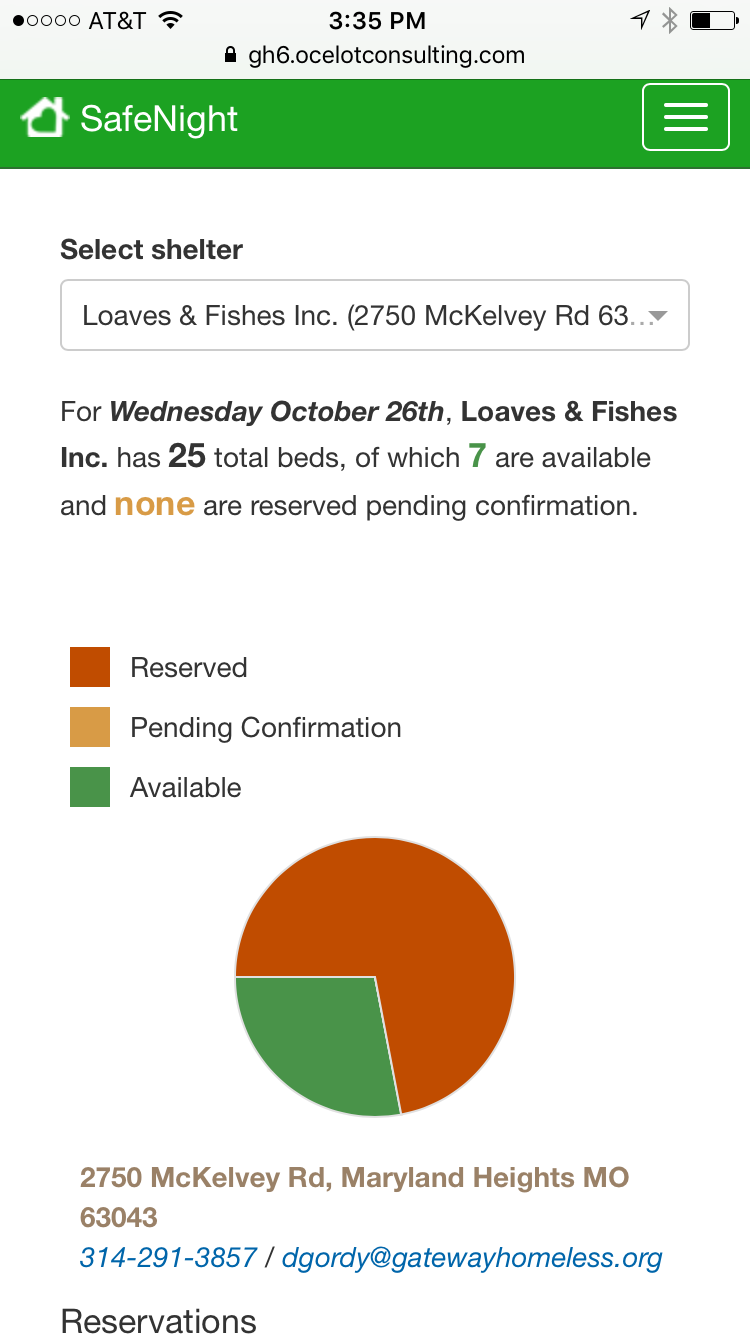 AT&T 3:35 PM
gh6.ocelotconsulting.com
SafeNight
Select shelter
Loaves & Fishes Inc. (2750 McKelvey Rd 63...
For Wednesday October 26th, Loaves & Fishes
Inc. has 25 total beds, of which 7 are available
and none are reserved pending confirmation.
Reserved
Pending Confirmation
Available
2750 McKelvey Rd, Maryland Heights MO
63043
314-291-3857 / dgordy@gatewayhomeless.org
Reservations